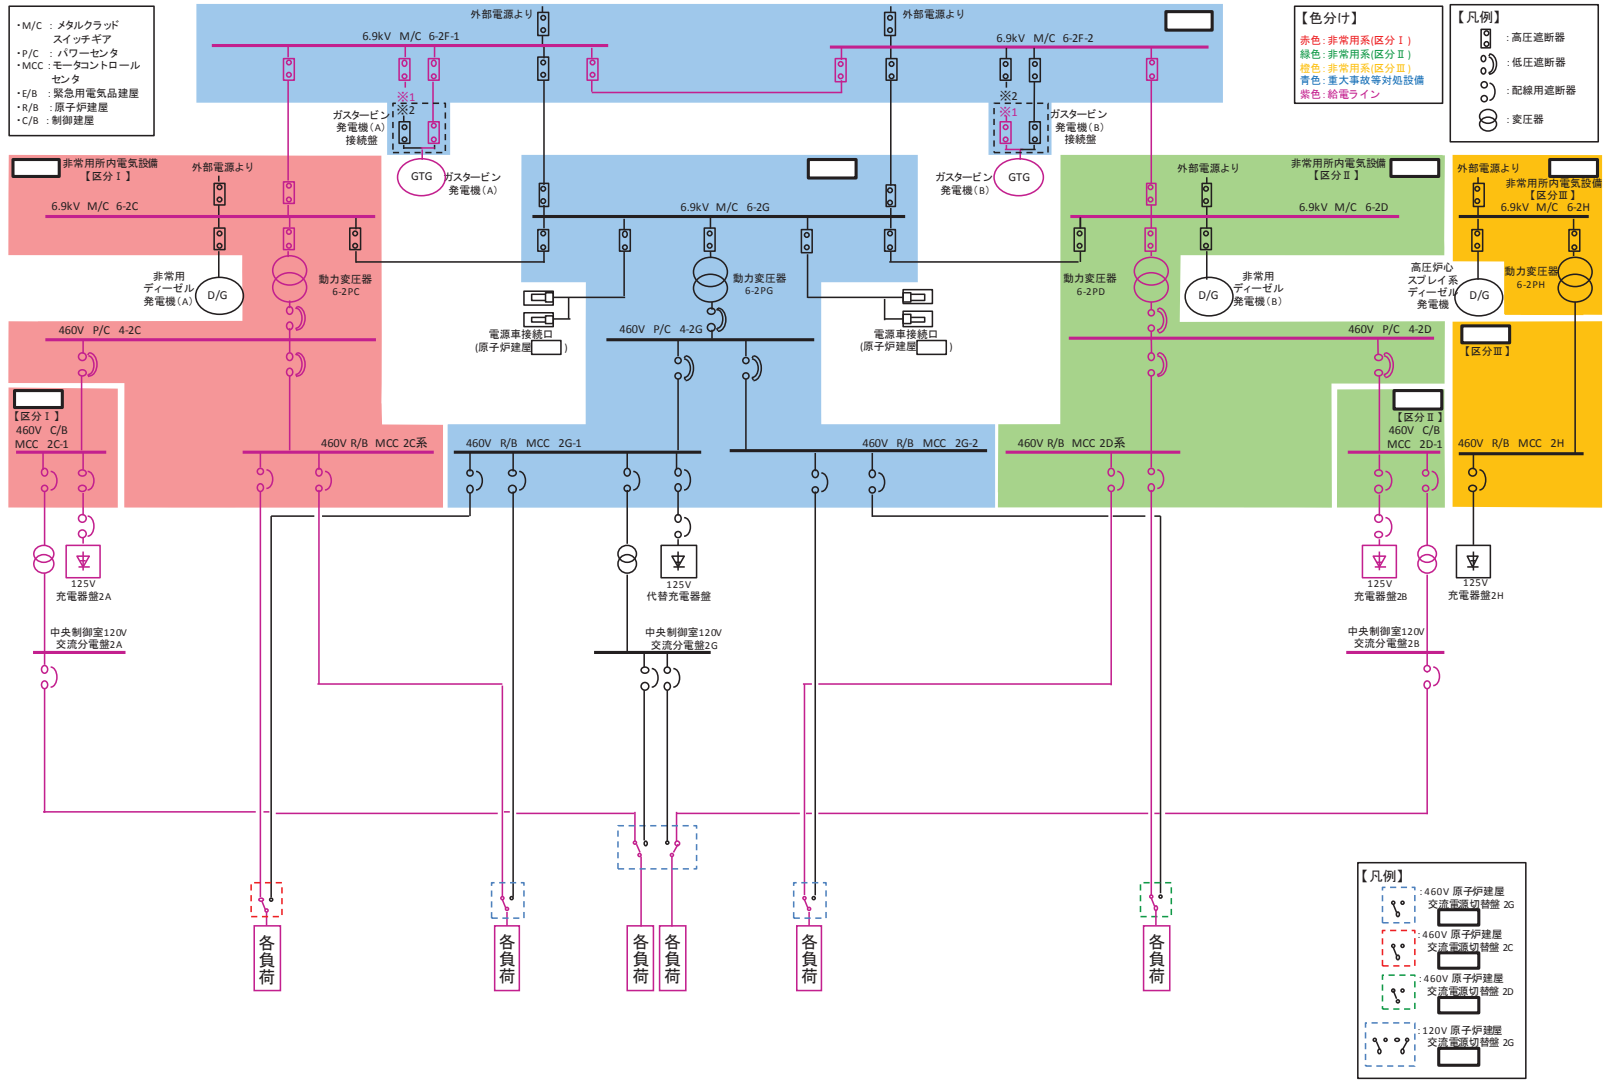 ・M/C ： メタルクラッド
スイッチギア
・P/C ： パワーセンタ
・MCC ：モータコントロール
センタ
・E/B ：緊急用電気品建屋
・R/B ：原子炉建屋
・C/B ：制御建屋
外部電源より
6.9kV M/C 6-2F-1
外部電源より
6.9kV M/C 6-2F-2
【色分け】
赤色：非常用系(区分Ⅰ)
緑色：非常用系(区分Ⅱ)
橙色：非常用系(区分Ⅲ)
青色：重大事故等対処設備
紫色：給電ライン
【凡例】
：高圧遮断器
：低圧遮断器
：配線用遮断器
：変圧器
※1
※2
ガスタービン
発電機(A)
接続盤
GTG
ガスタービン
発電機(A)
※2
※1
ガスタービン
発電機(B)
接続盤
ガスタービン
発電機(B)
GTG
非常用所内電気設備
【区分Ⅰ】
外部電源より
6.9kV M/C 6-2C
非常用
ディーゼル
発電機(A)
D/G
動力変圧器
6-2PC
460V P/C 4-2C
6.9kV M/C 6-2G
動力変圧器
6-2PG
460V P/C 4-2G
電源車接続口
(原子炉建屋 )
電源車接続口
(原子炉建屋 )
外部電源より
非常用所内電気設備
【区分Ⅱ】
6.9kV M/C 6-2D
動力変圧器
6-2PD
D/G
非常用
ディーゼル
発電機(B)
460V P/C 4-2D
外部電源より
非常用所内電気設備
【区分Ⅲ】
6.9kV M/C 6-2H
高圧炉心
スプレイ系
ディーゼル
発電機
D/G
動力変圧器
6-2PH
【区分Ⅲ】
【区分Ⅰ】
460V C/B
MCC 2C-1
460V R/B MCC 2C系
460V R/B MCC 2G-1
460V R/B MCC 2G-2
460V R/B MCC 2D系
【区分Ⅱ】
460V C/B
MCC 2D-1
460V R/B MCC 2H
125V
充電器盤2A
125V
代替充電器盤
125V
充電器盤2B
125V
充電器盤2H
中央制御室120V
交流分電盤2A
中央制御室120V
交流分電盤2G
中央制御室120V
交流分電盤2B
各負荷
各負荷
各負荷
各負荷
各負荷
各負荷
【凡例】
：460V 原子炉建屋
交流電源切替盤 2G
：460V 原子炉建屋
交流電源切替盤 2C
：460V 原子炉建屋
交流電源切替盤 2D
：120V 原子炉建屋
交流電源切替盤 2G